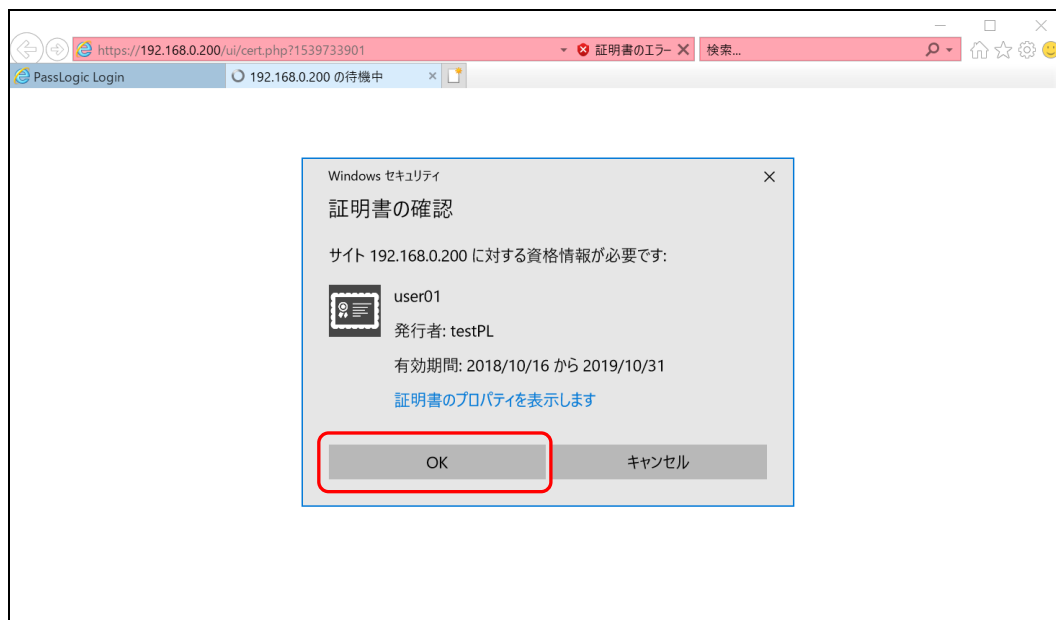 https://192.168.0.200/ui/cert.php?1539733901
証明書のエラー
検索...
PassLogic Login
192.168.0.200 の待機中
Windows セキュリティ
証明書の確認
サイト 192.168.0.200 に対する資格情報が必要です:
user01
発行者: testPL
有効期間: 2018/10/16 から 2019/10/31
証明書のプロパティを表示します
OK
キャンセル